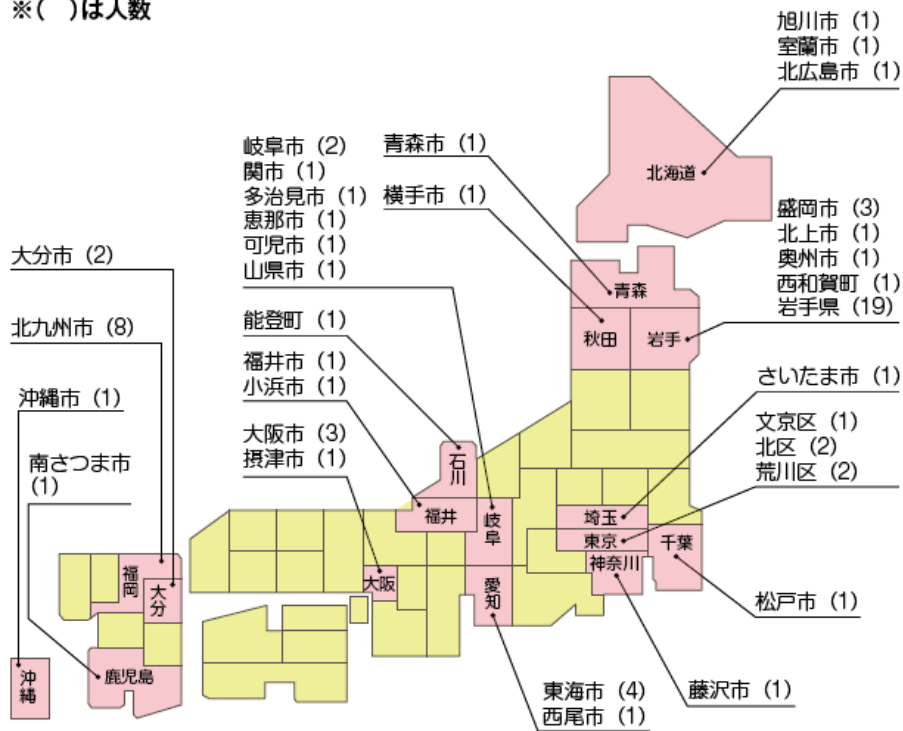 ※(　)は人数
旭川市（1）
室蘭市（1）
北広島市（1）
岐阜市（2）
関市（1）
多治見市（1）
恵那市（1）
可児市（1）
山県市（1）
青森市（1）
横手市（1）
北海道
盛岡市（3）
北上市（1）
奥州市（1）
西和賀町（1）
岩手県（19）
大分市（2）
北九州市（8）
沖縄市（1）
南さつま市
（1）
能登町（1）
福井市（1）
小浜市（1）
大阪市（3）
摂津市（1）
青森
秋田
岩手
さいたま市（1）
文京区（1）
北区（2）
荒川区（2）
石川
福井
岐阜
埼玉
東京
神奈川
千葉
福岡
大分
大阪
愛知
鹿児島
沖縄
松戸市（1）
藤沢市（1）
東海市（4）
西尾市（1）